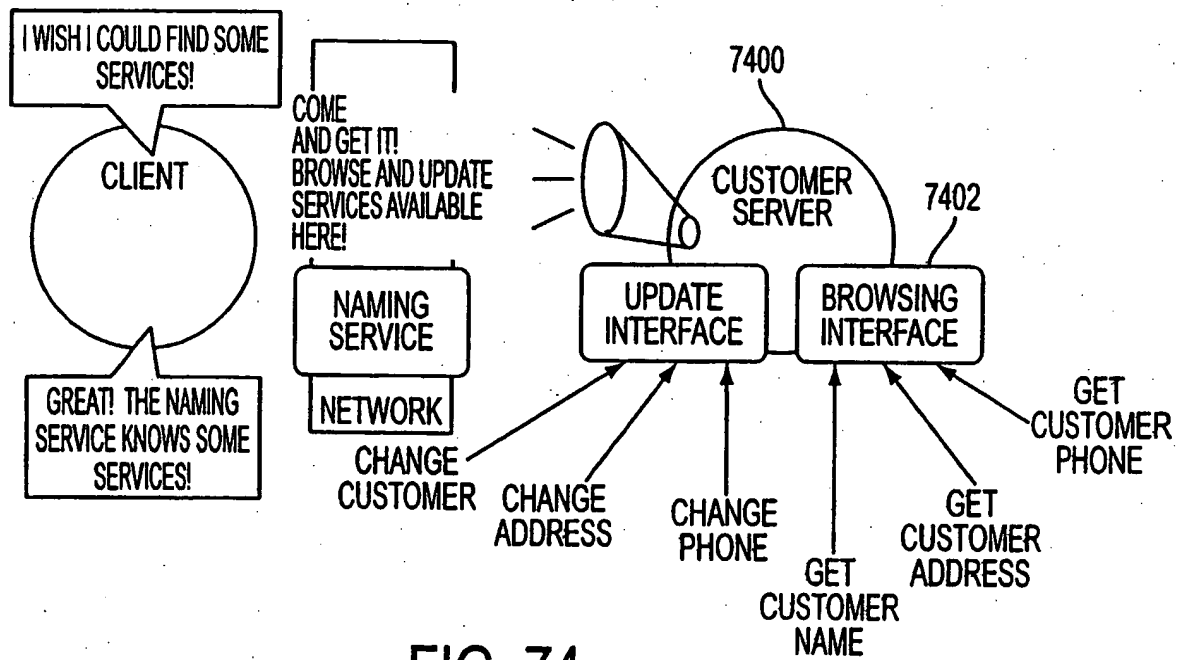 I WISH I COULD FIND SOME
SERVICES!
CLIENT
GREAT! THE NAMING
SERVICE KNOWS SOME
SERVICES!
COME
AND GET IT!
BROWSE AND UPDATE
SERVICES AVAILABLE
HERE!
NAMING
SERVICE
NETWORK
7400
CUSTOMER
SERVER
7402
UPDATE
INTERFACE
BROWSING
INTERFACE
CHANGE
CUSTOMER
CHANGE
ADDRESS
CHANGE
PHONE
GET
CUSTOMER
NAME
GET
CUSTOMER
ADDRESS
GET
CUSTOMER
PHONE
FIG. 74